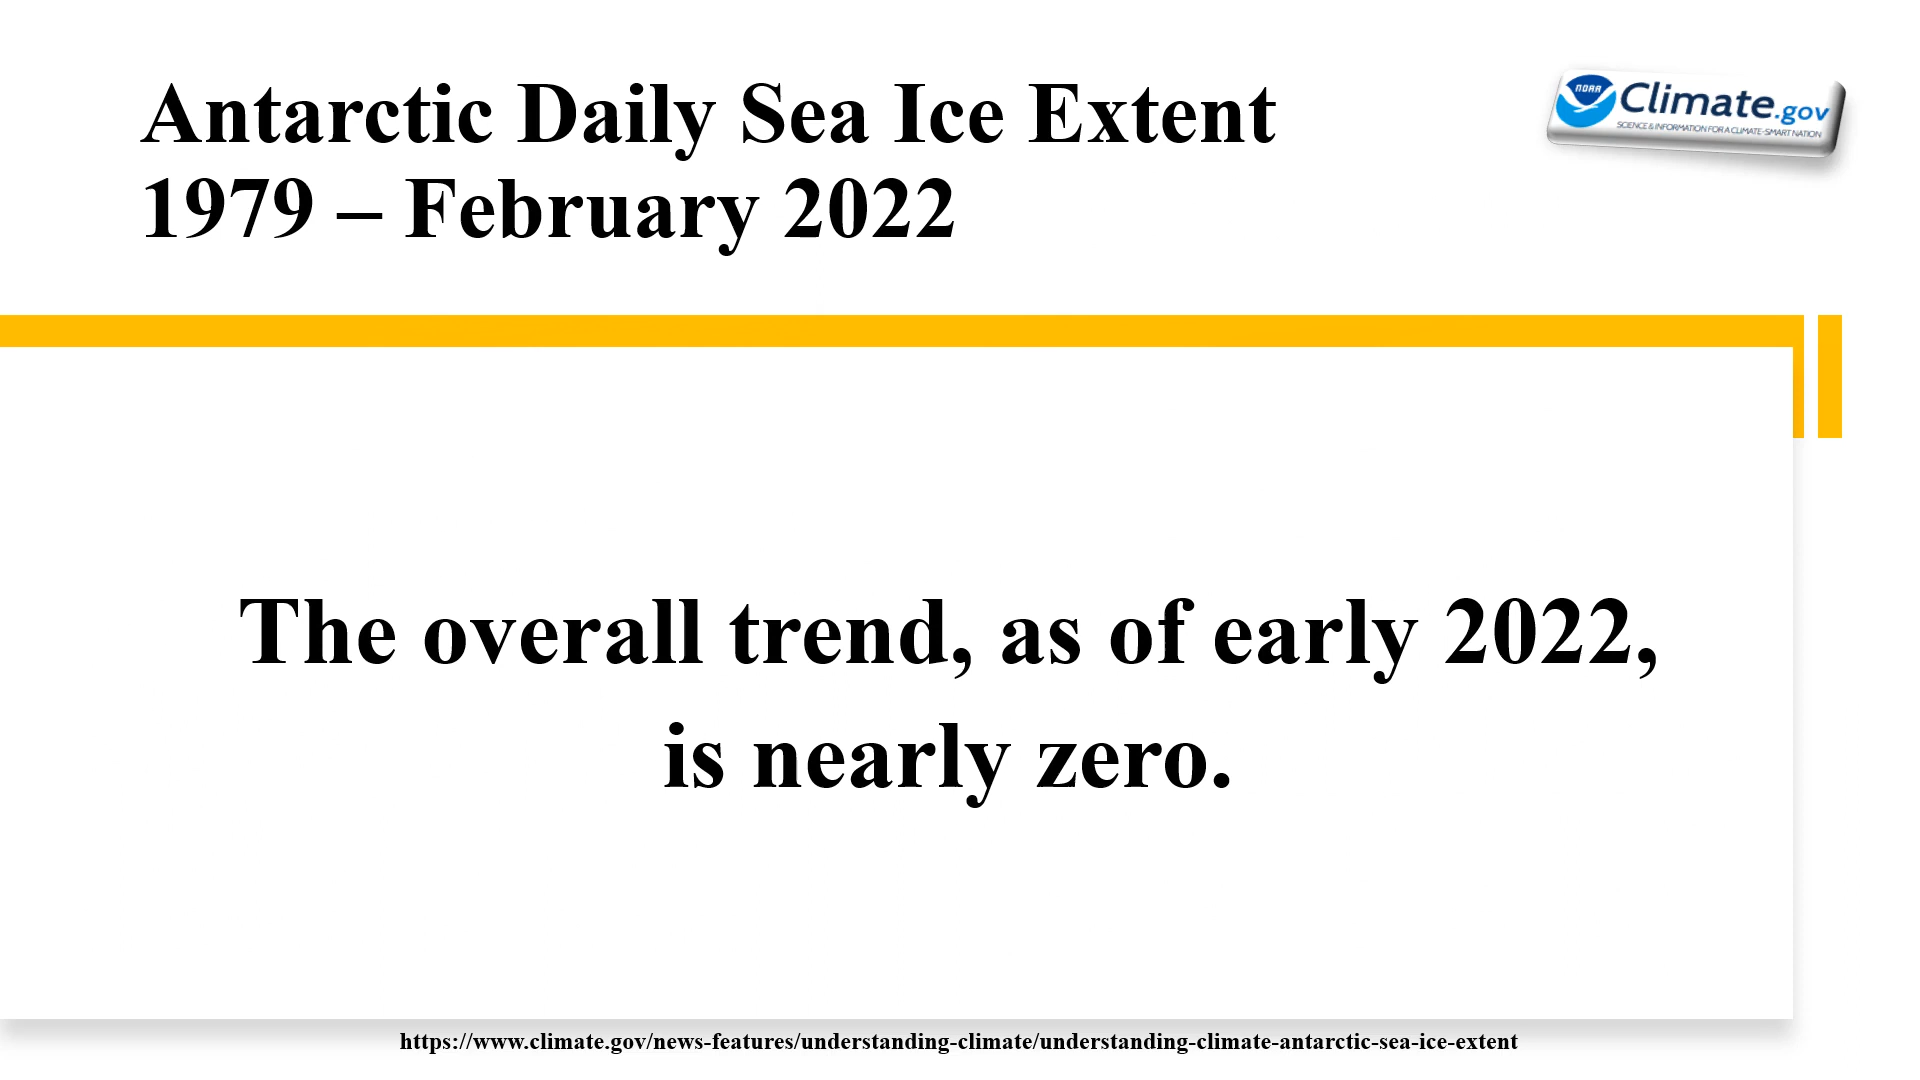 Antarctic Daily Sea Ice Extent
1979 – February 2022
NOAA
Climate.gov
SCIENCE & INFORMATION FOR A CLIMATE-SMART NATION
The overall trend, as of early 2022,
is nearly zero.
https://www.climate.gov/news-features/understanding-climate/understanding-climate-antarctic-sea-ice-extent